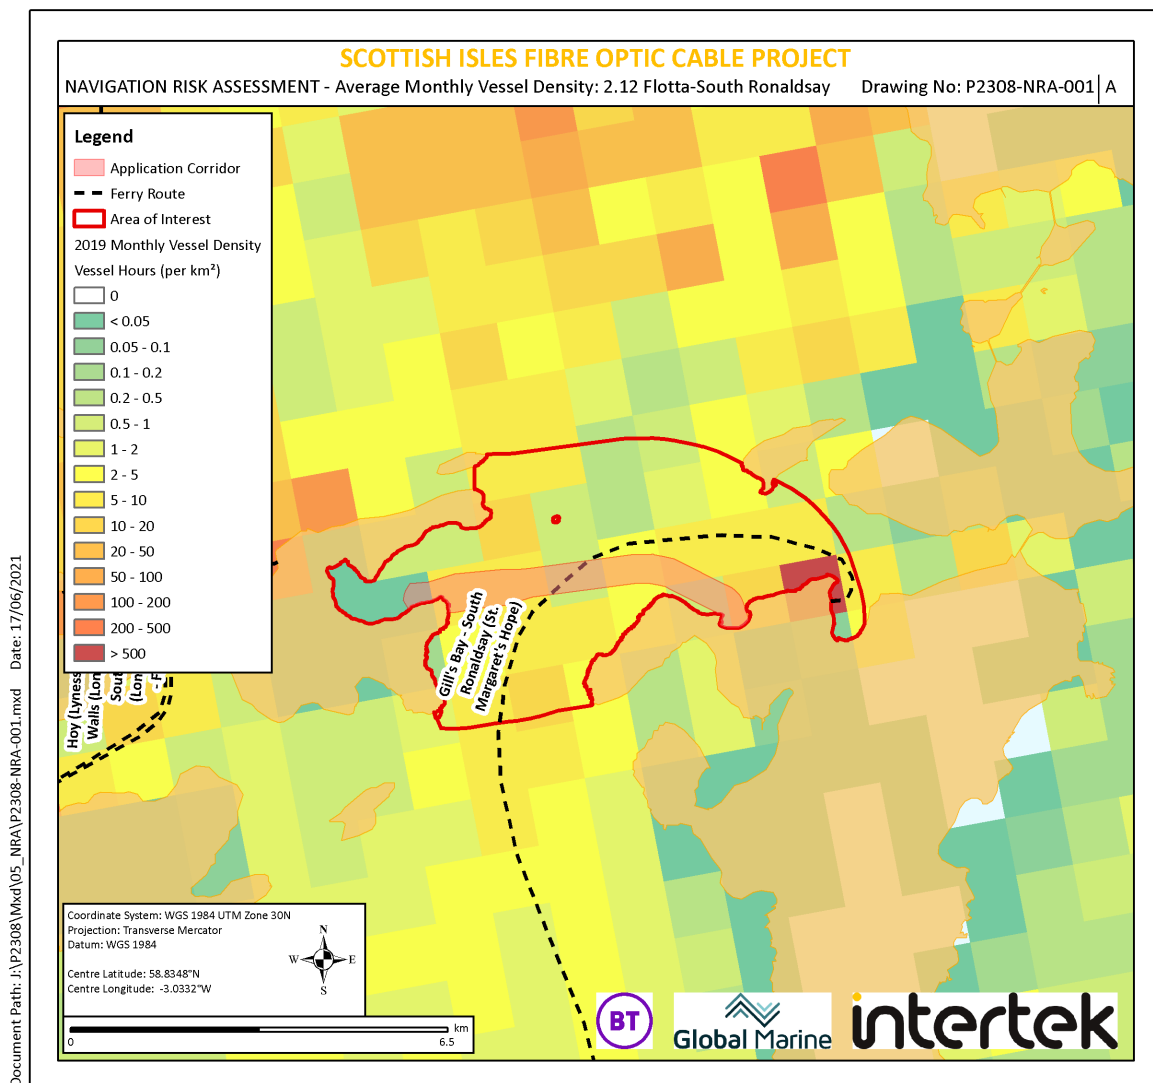 SCOTTISH ISLES FIBRE OPTIC CABLE PROJECT
NAVIGATION RISK ASSESSMENT - Average Monthly Vessel Density: 2.12 Flotta-South Ronaldsay
Drawing No: P2308-NRA-001
A
Legend
Application Corridor
Ferry Route
Area of Interest
2019 Monthly Vessel Density
Vessel Hours (per km²)
0
< 0.05
0.05 - 0.1
0.1 - 0.2
0.2 - 0.5
0.5 - 1
1 - 2
2 - 5
5 - 10
10 - 20
20 - 50
50 - 100
100 - 200
200 - 500
> 500
Gill's Bay - South
Ronaldsay (St.
Margaret's Hope)
Hoy (Lyness
Walls (Lon
Sout
(Lon
- F
Coordinate System: WGS 1984 UTM Zone 30N
Projection: Transverse Mercator
Datum: WGS 1984
Centre Latitude: 58.8348°N
Centre Longitude: -3.0332°W
N
W
E
S
km
0
6.5
BT
Global Marine
intertek
Document Path: J:\P2308\Mxd\05_NRA\P2308-NRA-001.mxd Date: 17/06/2021